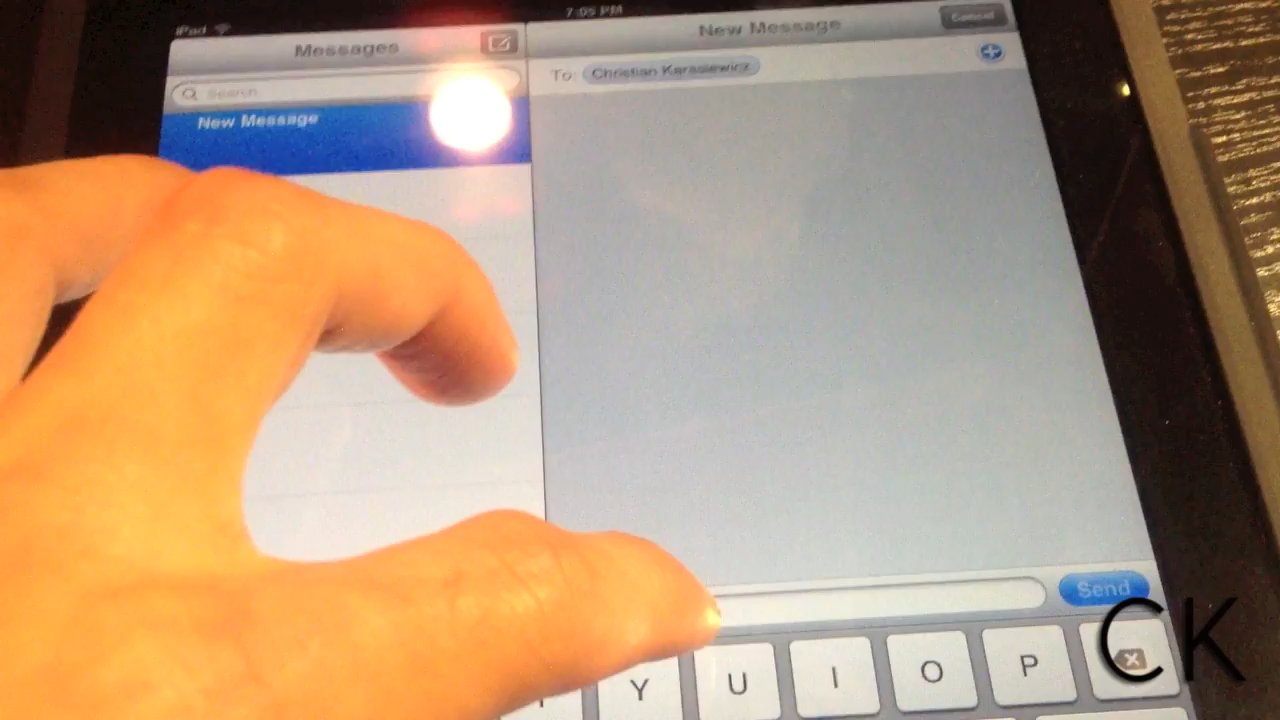 iPad
7:05 PM
Messages
New Message
Cancel
Search
To: Christian Karasiewicz
New Message
Send
Y U I O P
CK